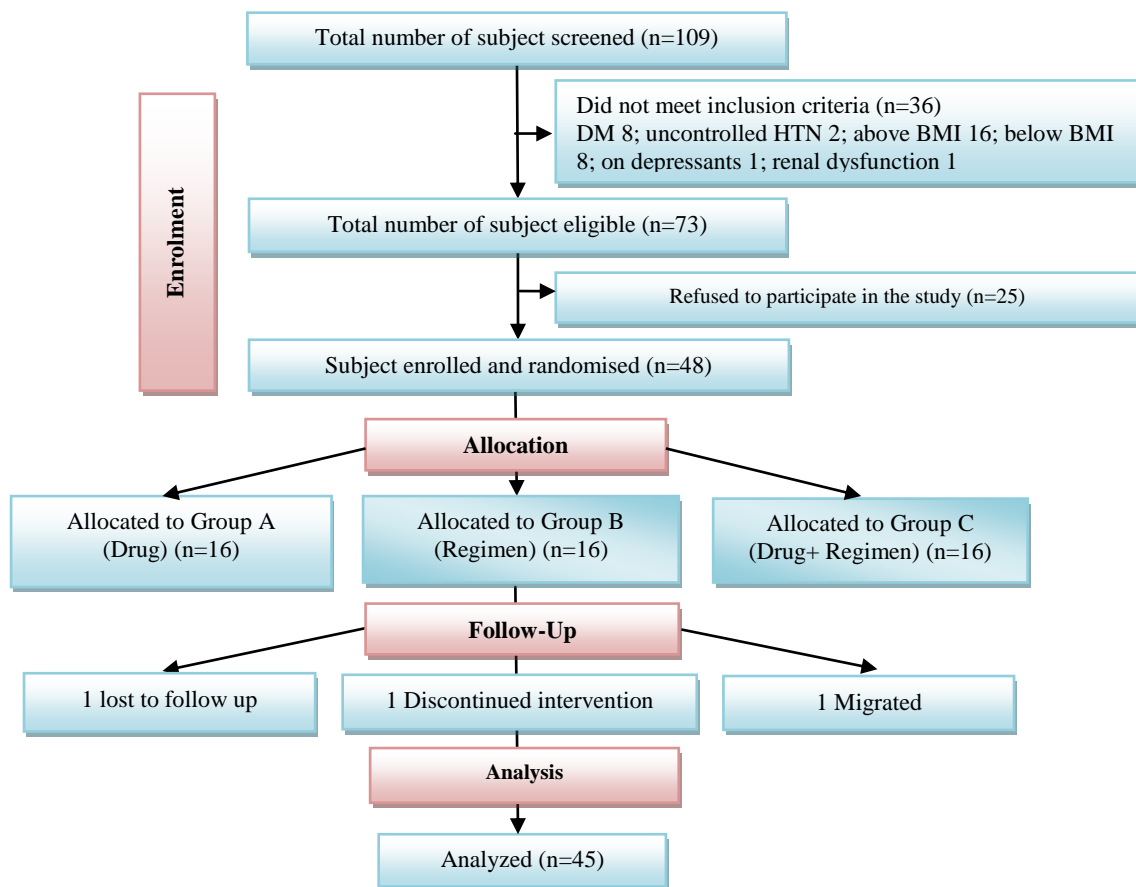 Total number of subject screened (n=109)
Enrolment
Did not meet inclusion criteria (n=36)
DM 8; uncontrolled HTN 2; above BMI 16; below BMI
8; on depressants 1; renal dysfunction 1
Total number of subject eligible (n=73)
Refused to participate in the study (n=25)
Subject enrolled and randomised (n=48)
Allocation
Allocated to Group A
(Drug) (n=16)
Allocated to Group B
(Regimen) (n=16)
Allocated to Group C
(Drug+ Regimen) (n=16)
Follow-Up
1 lost to follow up
1 Discontinued intervention
1 Migrated
Analysis
Analyzed (n=45)